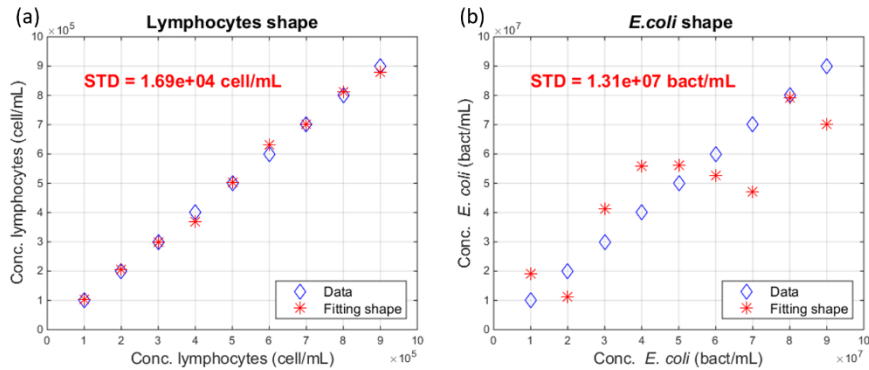 (a)
Lymphocytes shape
× 10^5
STD = 1.69e+04 cell/mL
Conc. lymphocytes (cell/mL)
10
9
8
7
6
5
4
3
2
1
0
Data
Fitting shape
0 1 2 3 4 5 6 7 8 9 10
Conc. lymphocytes (cell/mL)
× 10^5
(b)
E.coli shape
× 10^7
STD = 1.31e+07 bact/mL
Conc. E. coli (bact/mL)
10
9
8
7
6
5
4
3
2
1
0
Data
Fitting shape
0 1 2 3 4 5 6 7 8 9 10
Conc. E. coli (bact/mL)
× 10^7